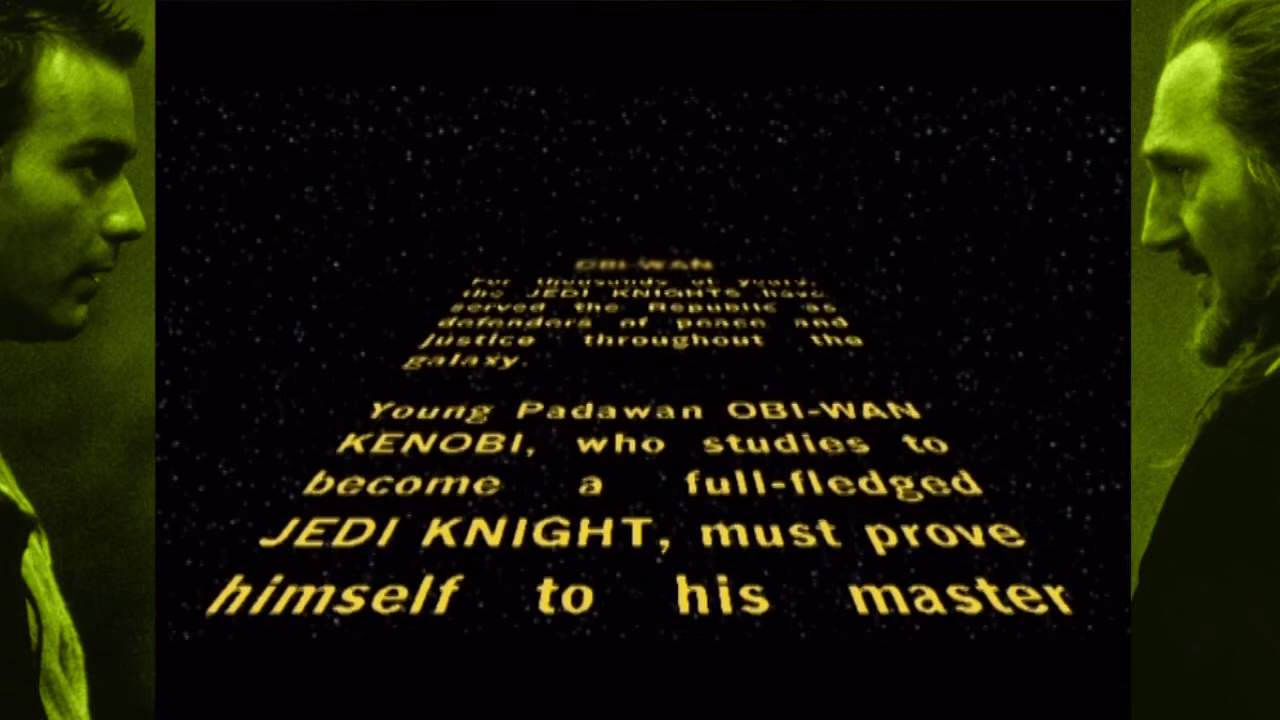 OBI-WAN
For thousands of years,
the JEDI KNIGHTS have
served the Republic as
defenders of peace and
justice throughout the
galaxy.
Young Padawan OBI-WAN
KENOBI, who studies to
become a full-fledged
JEDI KNIGHT, must prove
himself to his master